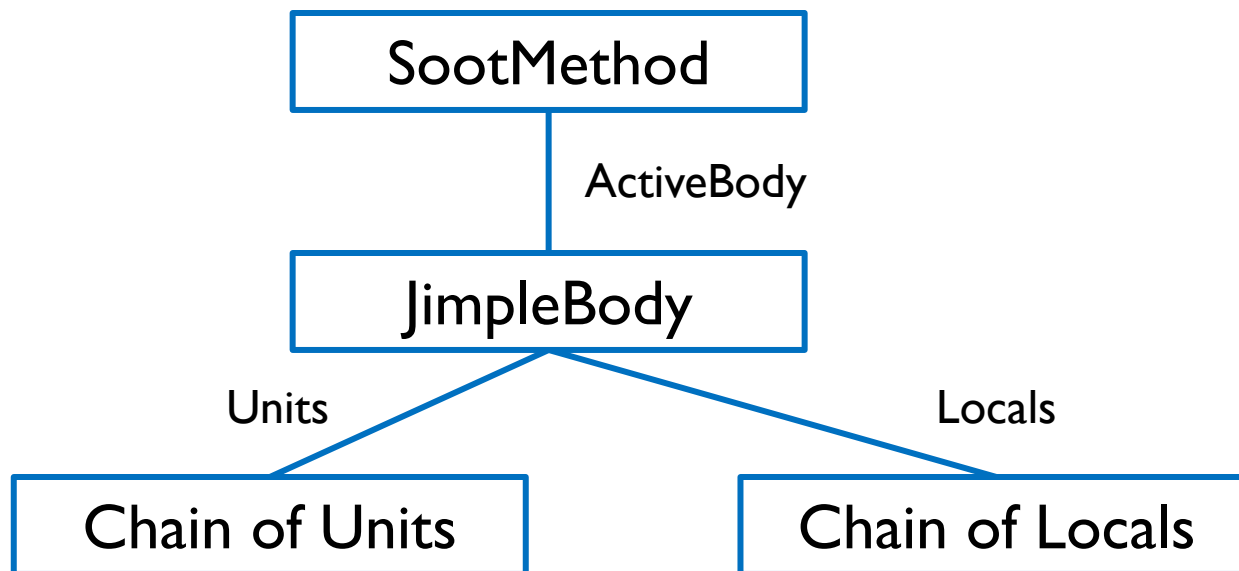 SootMethod
ActiveBody
JimpleBody
Units
Locals
Chain of Units
Chain of Locals